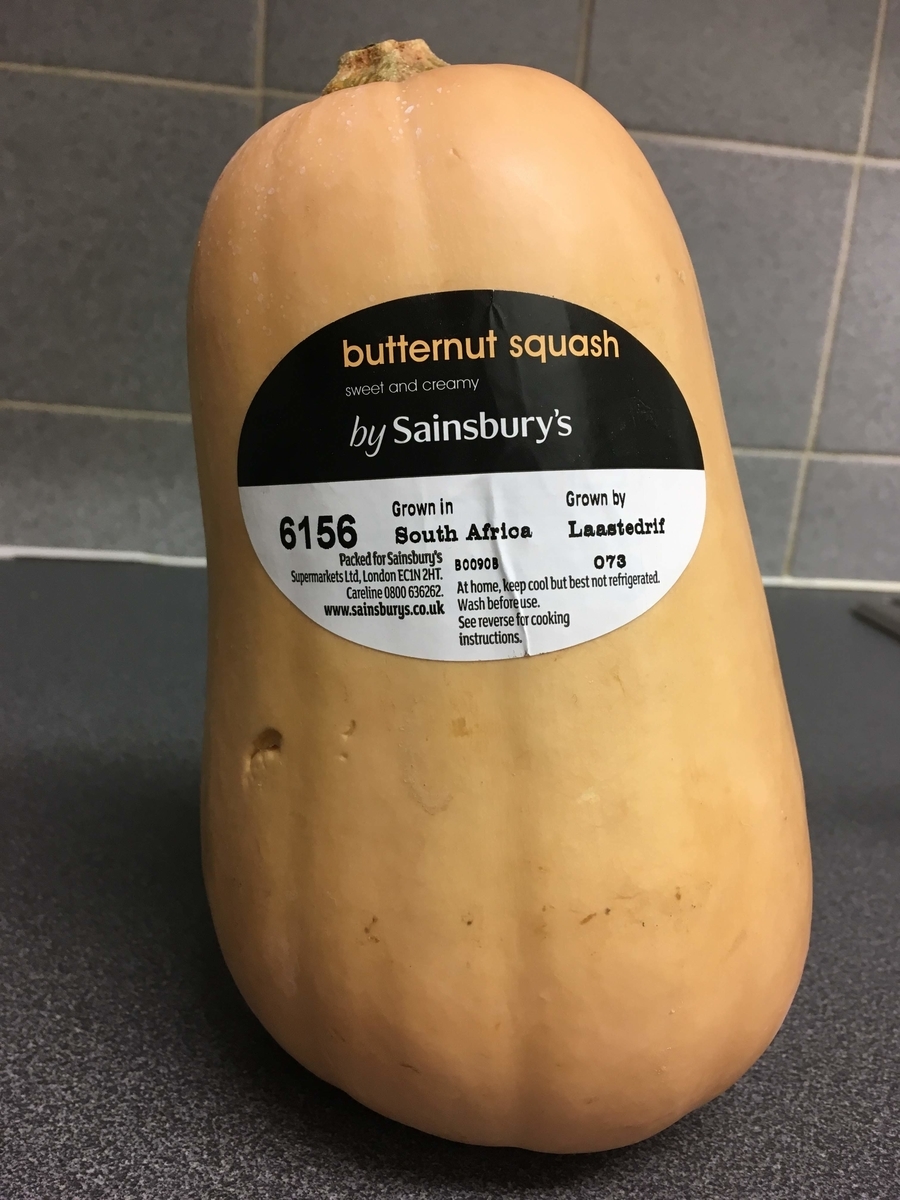 butternut squash
sweet and creamy
by Sainsbury's
6156
Grown in
South Africa
Grown by
Laastedrif
Packed for Sainsbury's
Supermarkets Ltd, London EC1N 2HT.
Careline 0800 636262.
www.sainsburys.co.uk
B0090B
073
At home, keep cool but best not refrigerated.
Wash before use.
See reverse for cooking
instructions.